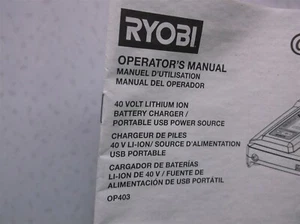 RYOBI
OPERATOR'S MANUAL
MANUEL D'UTILISATION
MANUAL DEL OPERADOR
40 VOLT LITHIUM ION
BATTERY CHARGER /
PORTABLE USB POWER SOURCE
CHARGEUR DE PILES
40 V LI-ION/ SOURCE D'ALIMENTATION
USB PORTABLE
CARGADOR DE BATERÍAS
LI-ION DE 40 V / FUENTE DE
ALIMENTACIÓN DE USB PORTÁTIL
OP403